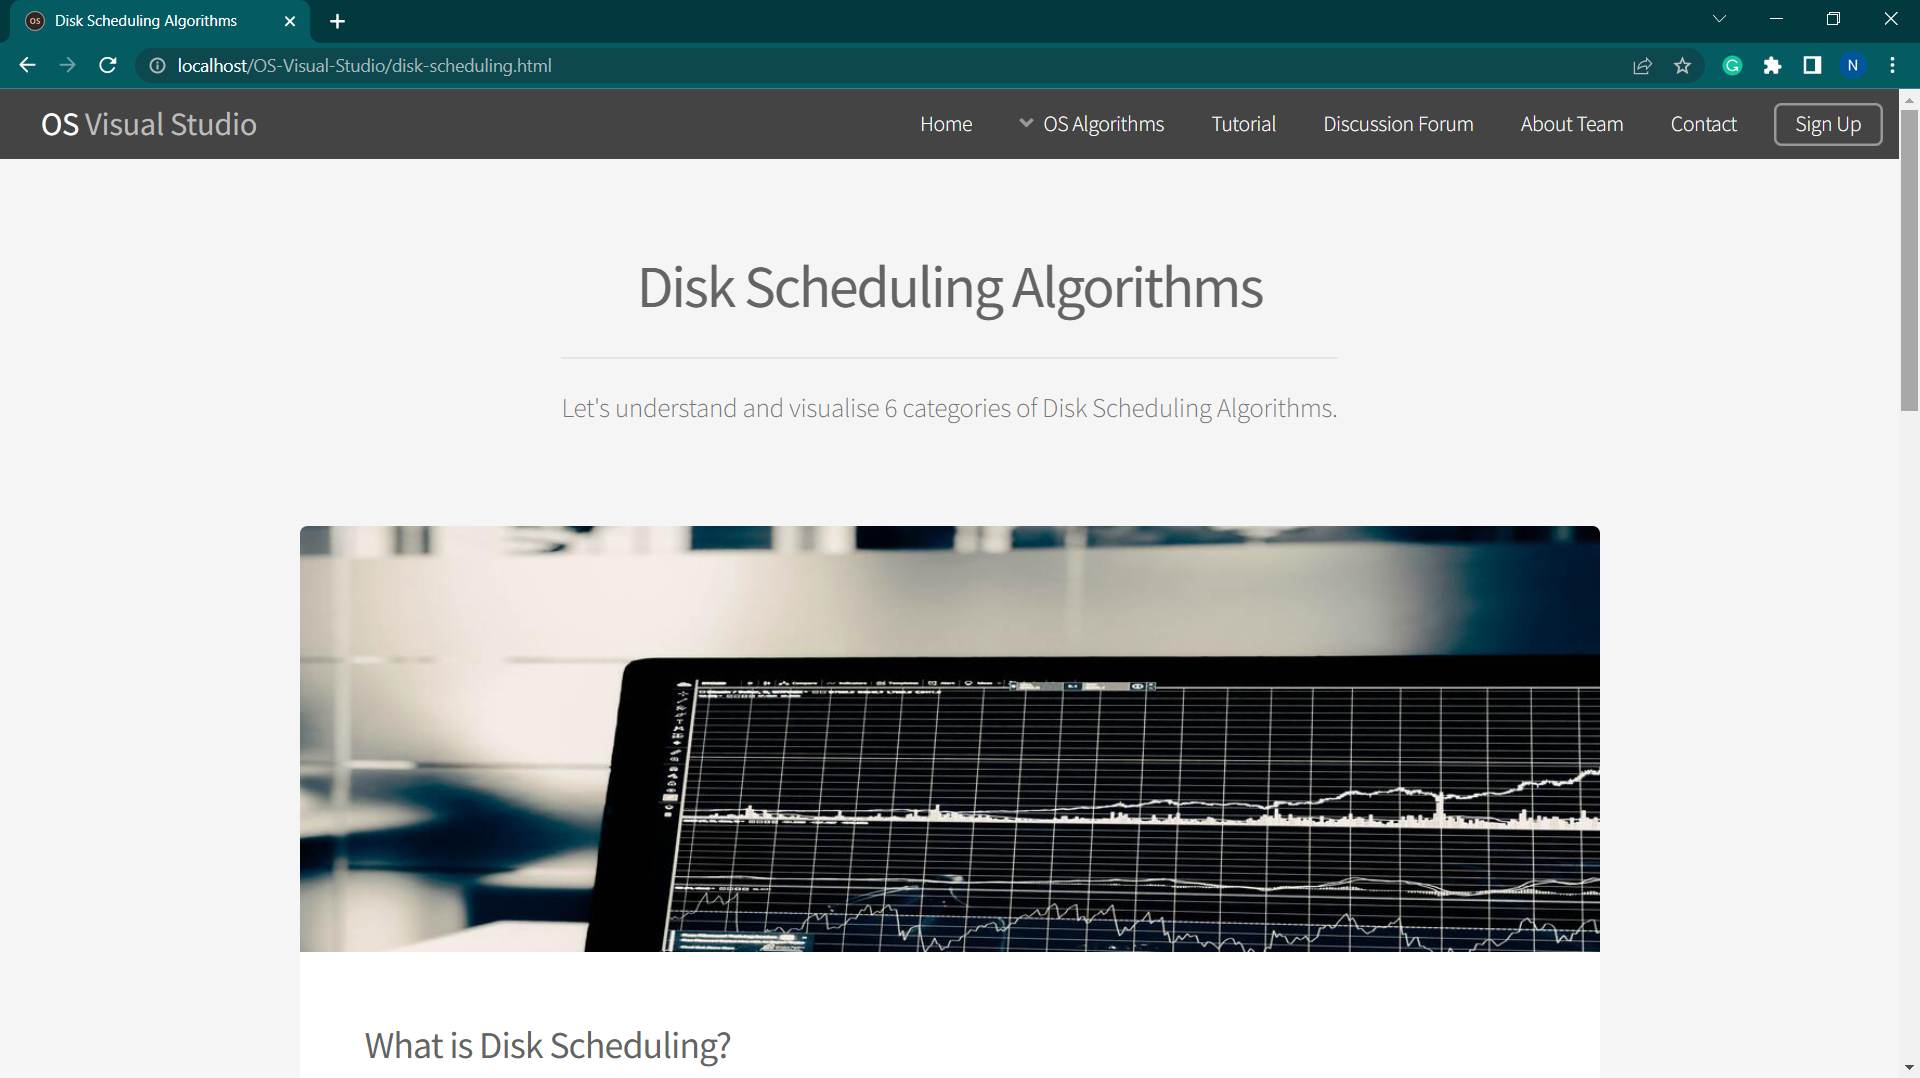 Disk Scheduling Algorithms
localhost/OS-Visual-Studio/disk-scheduling.html
N
OS Visual Studio
Home
OS Algorithms
Tutorial
Discussion Forum
About Team
Contact
Sign Up
Disk Scheduling Algorithms
Let's understand and visualise 6 categories of Disk Scheduling Algorithms.
What is Disk Scheduling?